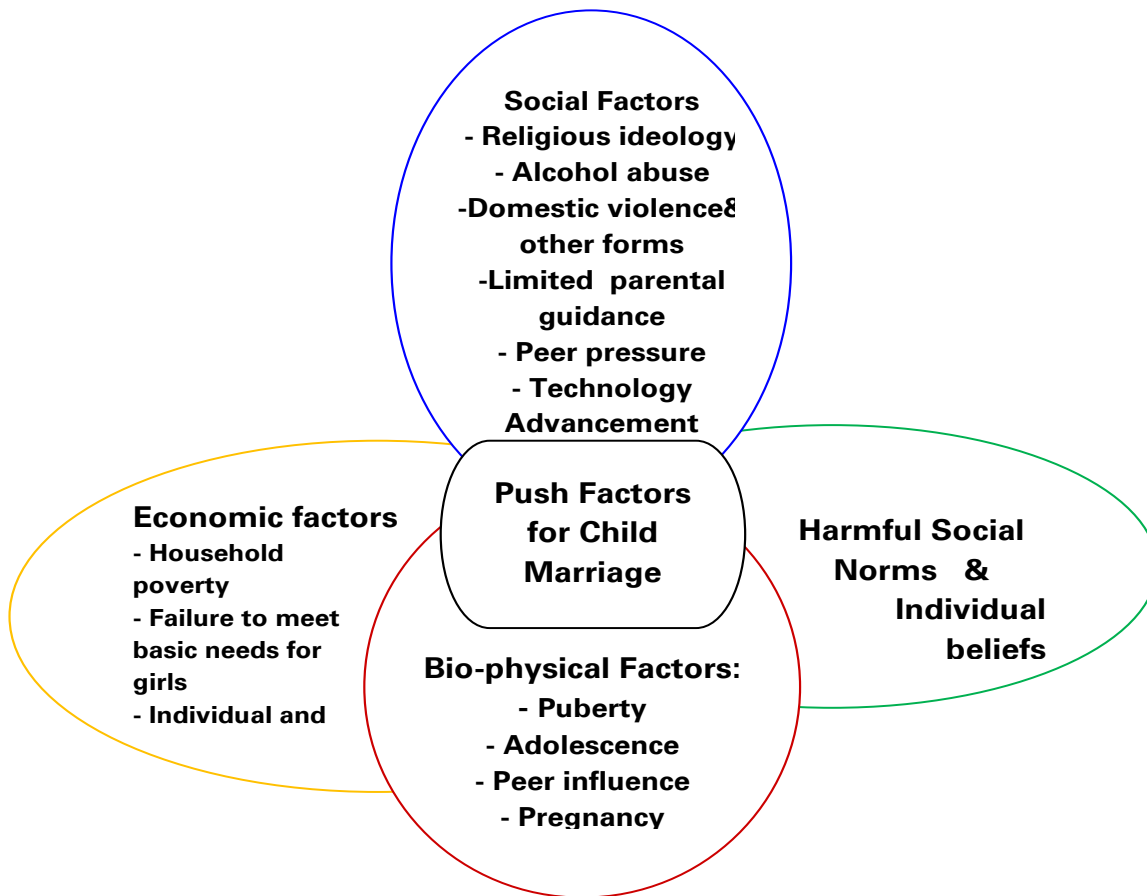 Social Factors
- Religious ideology
- Alcohol abuse
-Domestic violence&
other forms
-Limited parental
guidance
- Peer pressure
- Technology
Advancement
Push Factors
for Child
Marriage
Economic factors
- Household
poverty
- Failure to meet
basic needs for
girls
- Individual and
Harmful Social
Norms &
Individual
beliefs
Bio-physical Factors:
- Puberty
- Adolescence
- Peer influence
- Pregnancy